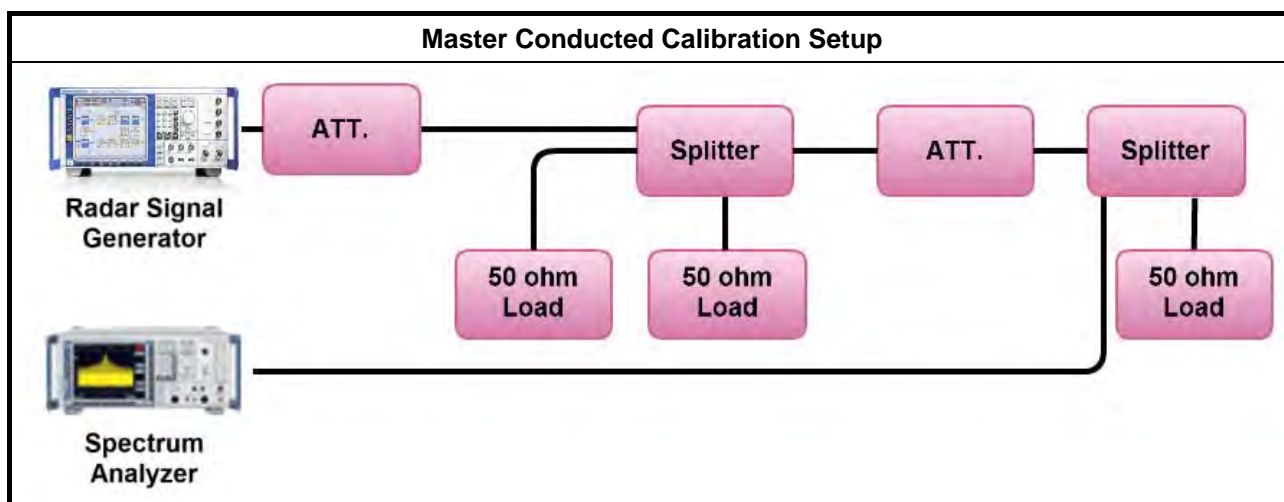 Master Conducted Calibration Setup
ATT.
Splitter
ATT.
Splitter
Radar Signal
Generator
50 ohm
Load
50 ohm
Load
50 ohm
Load
Spectrum
Analyzer